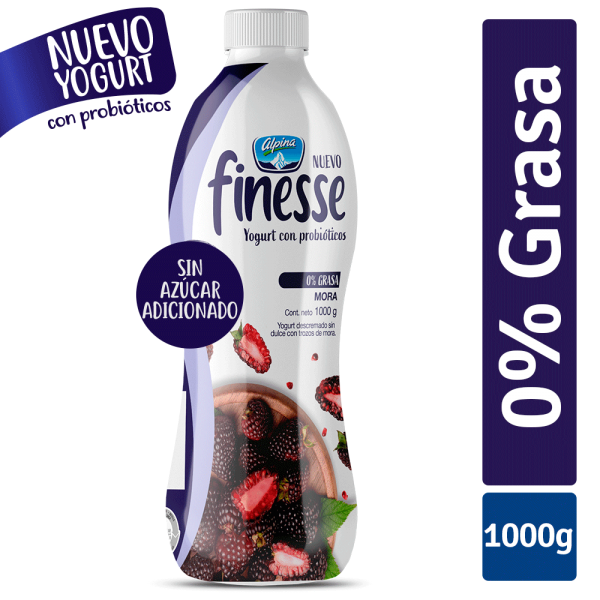 NUEVO
YOGURT
con probióticos
Alpina
NUEVO
finesse
Yogurt con probióticos
SIN
AZÚCAR
ADICIONADO
0% GRASA
MORA
Cont. neto 1000 g
Yogurt descremado sin
dulce con trozos de mora.
0% Grasa
1000g